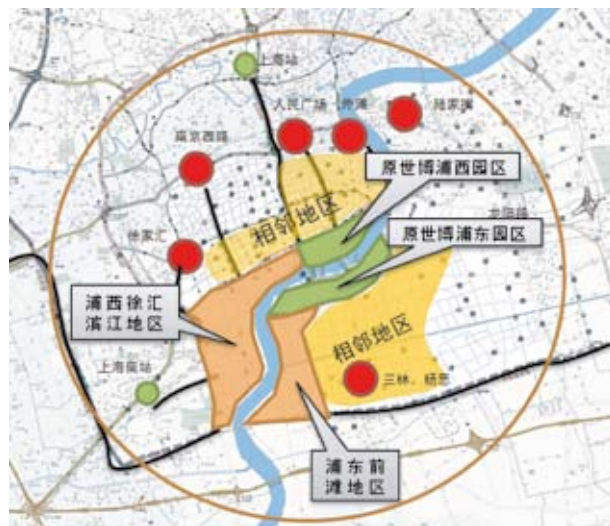 上海站
人民广场
外滩
陆家嘴
南京西路
原世博浦西园区
相邻地区
龙阳路
原世博浦东园区
徐家汇
浦西徐汇
滨江地区
相邻地区
上海南站
三林、杨思
浦东前
滩地区